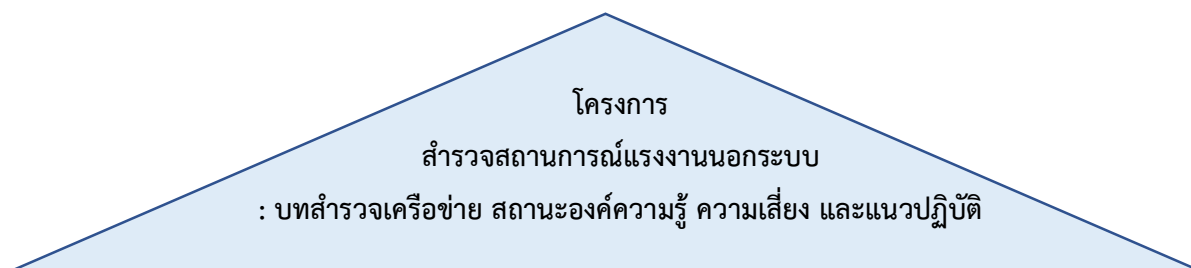 โครงการ
สำรวจสถานการณ์แรงงานนอกระบบ
: บทสำรวจเครือข่าย สถานะองค์ความรู้ ความเสี่ยง และแนวปฏิบัติ